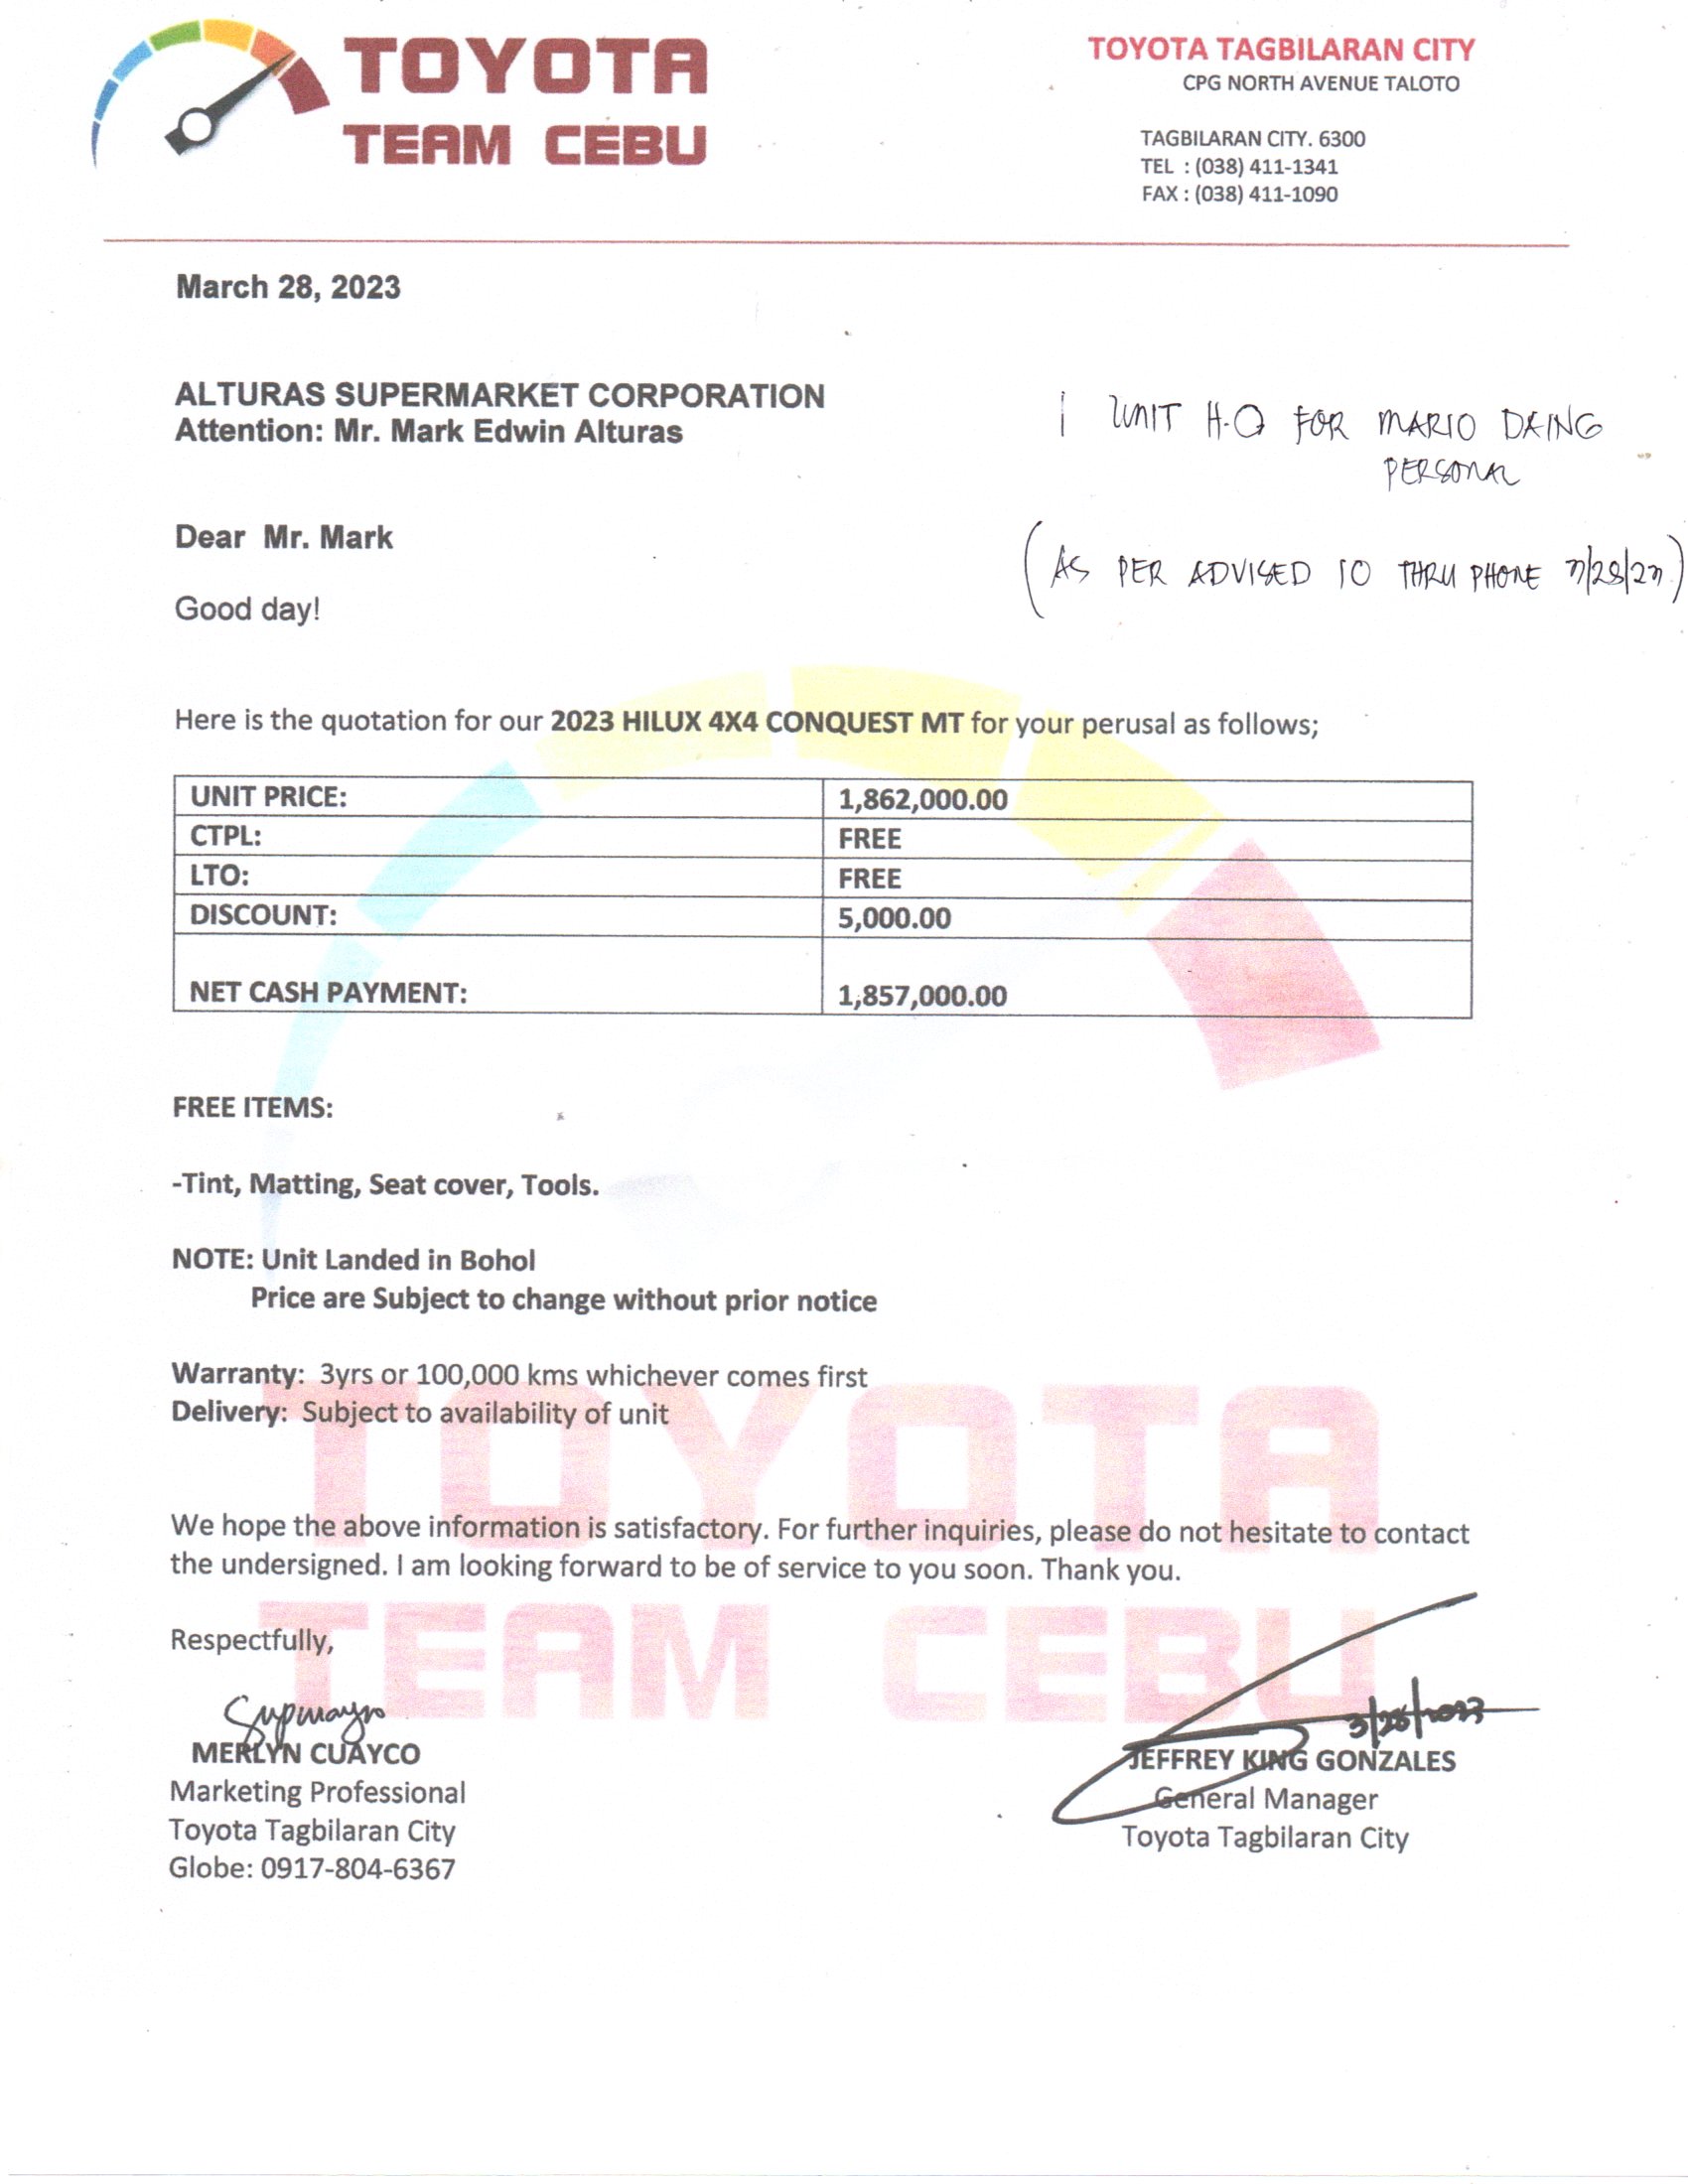 TOYOTA
TEAM CEBU
TOYOTA TAGBILARAN CITY
CPG NORTH AVENUE TALOTO
TAGBILARAN CITY. 6300
TEL : (038) 411-1341
FAX : (038) 411-1090
March 28, 2023
ALTURAS SUPERMARKET CORPORATION
Attention: Mr. Mark Edwin Alturas
1 UNIT H.O FOR MARIO DAING
PERSONAL
Dear Mr. Mark
(AS PER ADVISED TO THRU PHONE
Good day!
Here is the quotation for our 2023 HILUX 4X4 CONQUEST MT for your perusal as follows;
UNIT PRICE: 1,862,000.00
CTPL: FREE
LTO: FREE
DISCOUNT: 5,000.00
NET CASH PAYMENT: 1,857,000.00
FREE ITEMS:
-Tint, Matting, Seat cover, Tools.
NOTE: Unit Landed in Bohol
Price are Subject to change without prior notice
Warranty: 3yrs or 100,000 kms whichever comes first
Delivery: Subject to availability of unit
TOYOTA
We hope the above information is satisfactory. For further inquiries, please do not hesitate to contact
the undersigned. I am looking forward to be of service to you soon. Thank you.
TEAM CEBU
Respectfully,
3/28/2023
MERLYN CUAYCO
Marketing Professional
Toyota Tagbilaran City
Globe: 0917-804-6367
JEFFREY KING GONZALES
General Manager
Toyota Tagbilaran City